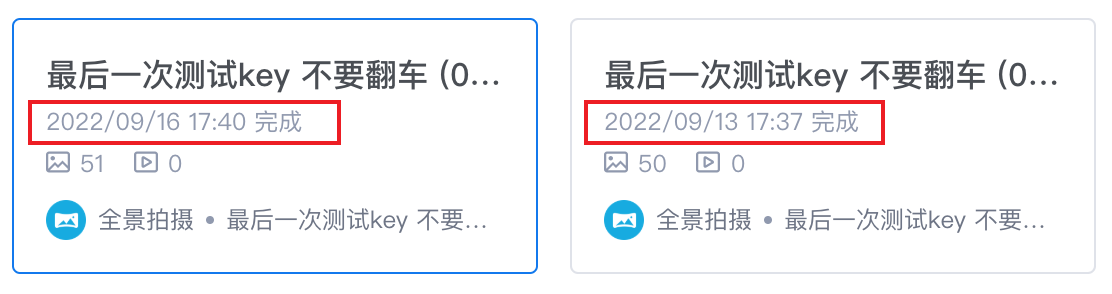 最后一次测试key 不要翻车 (0...
2022/09/16 17:40 完成
51 0
全景拍摄 • 最后一次测试key 不要...
最后一次测试key 不要翻车 (0...
2022/09/13 17:37 完成
50 0
全景拍摄 • 最后一次测试key 不要...